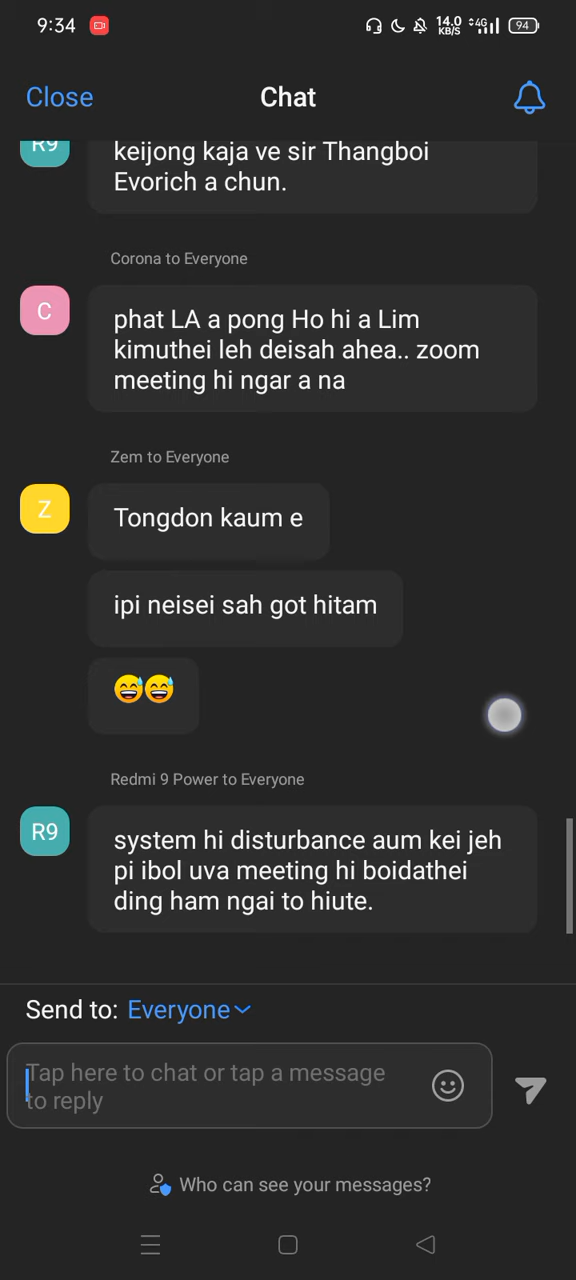 9:34
14.0
KB/S
4G
94
Close
Chat
R9
keijong kaja ve sir Thangboi
Evorich a chun.
Corona to Everyone
C
phat LA a pong Ho hi a Lim
kimuthei leh deisah ahea.. zoom
meeting hi ngar a na
Zem to Everyone
Z
Tongdon kaum e
ipi neisei sah got hitam
😅😅
Redmi 9 Power to Everyone
R9
system hi disturbance aum kei jeh
pi ibol uva meeting hi boidathei
ding ham ngai to hiute.
Send to: Everyone
Tap here to chat or tap a message
to reply
Who can see your messages?